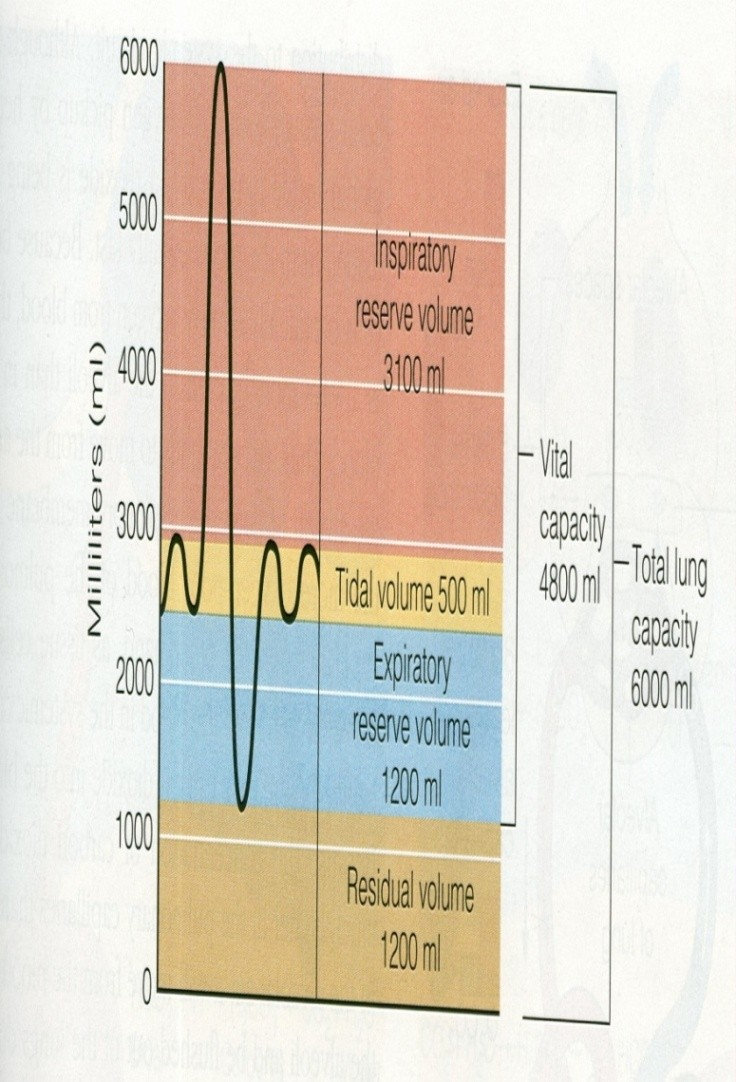 6000
5000
4000
3000
2000
1000
0
Milliliters (ml)
Inspiratory
reserve volume
3100 ml
Tidal volume 500 ml
Expiratory
reserve volume
1200 ml
Residual volume
1200 ml
Vital
capacity
4800 ml
Total lung
capacity
6000 ml